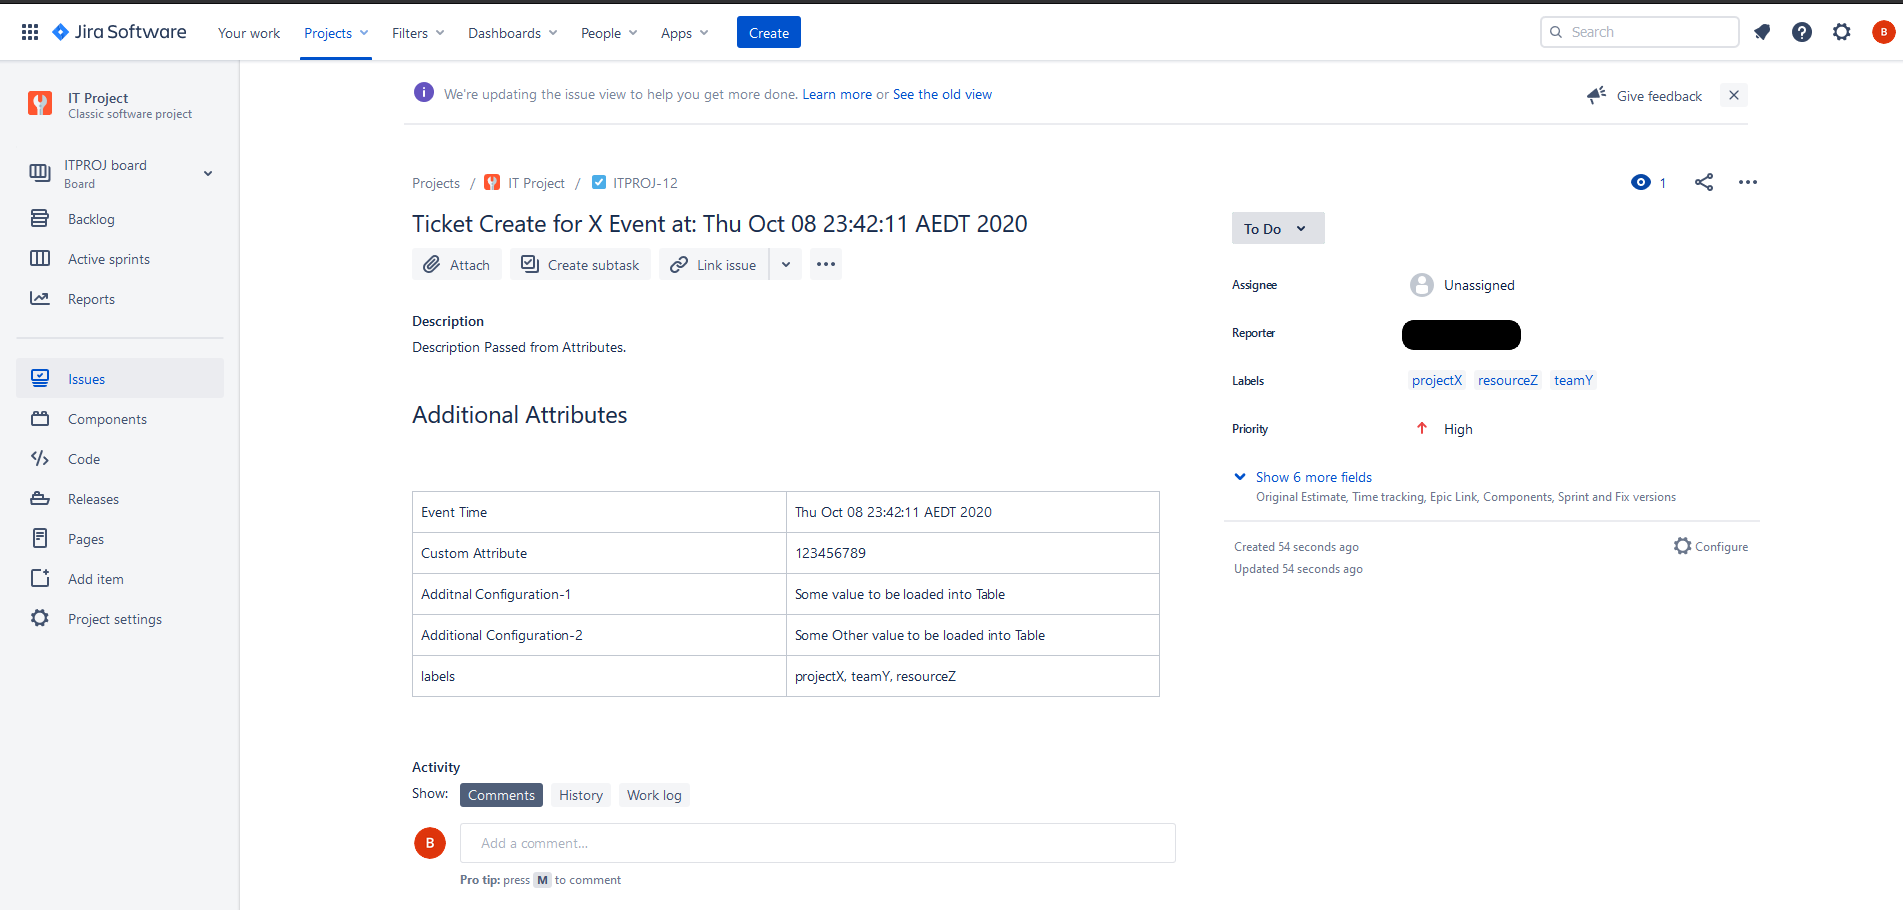 Jira Software
Your work
Projects
Filters
Dashboards
People
Apps
Create
Search
B
IT Project
Classic software project
ITPROJ board
Board
Backlog
Active sprints
Reports
Issues
Components
Code
Releases
Pages
Add item
Project settings
We're updating the issue view to help you get more done. Learn more or See the old view
Give feedback
Projects / IT Project / ITPROJ-12
1
Ticket Create for X Event at: Thu Oct 08 23:42:11 AEDT 2020
Attach
Create subtask
Link issue
Description
Description Passed from Attributes.
Additional Attributes
Event Time Thu Oct 08 23:42:11 AEDT 2020
Custom Attribute 123456789
Additnal Configuration-1 Some value to be loaded into Table
Additional Configuration-2 Some Other value to be loaded into Table
labels projectX, teamY, resourceZ
Activity
Show: Comments History Work log
B
Add a comment...
Pro tip: press M to comment
To Do
Assignee Unassigned
Reporter
Labels projectX resourceZ teamY
Priority High
Show 6 more fields
Original Estimate, Time tracking, Epic Link, Components, Sprint and Fix versions
Created 54 seconds ago
Configure
Updated 54 seconds ago